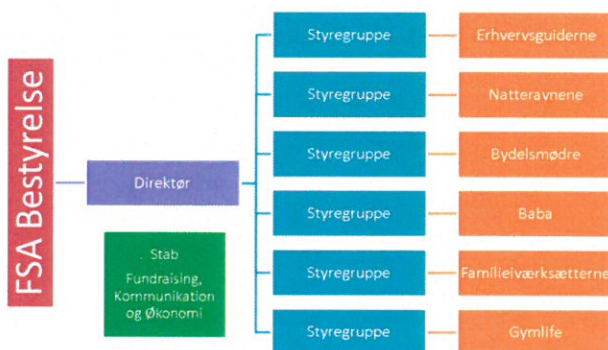 FSA Bestyrelse
Direktør
. Stab
Fundraising,
Kommunikation
og Økonomi
Styregruppe
Erhvervsguiderne
Styregruppe
Natteravnene
Styregruppe
Bydelsmødre
Styregruppe
Baba
Styregruppe
Familieiværksætterne
Styregruppe
Gymlife